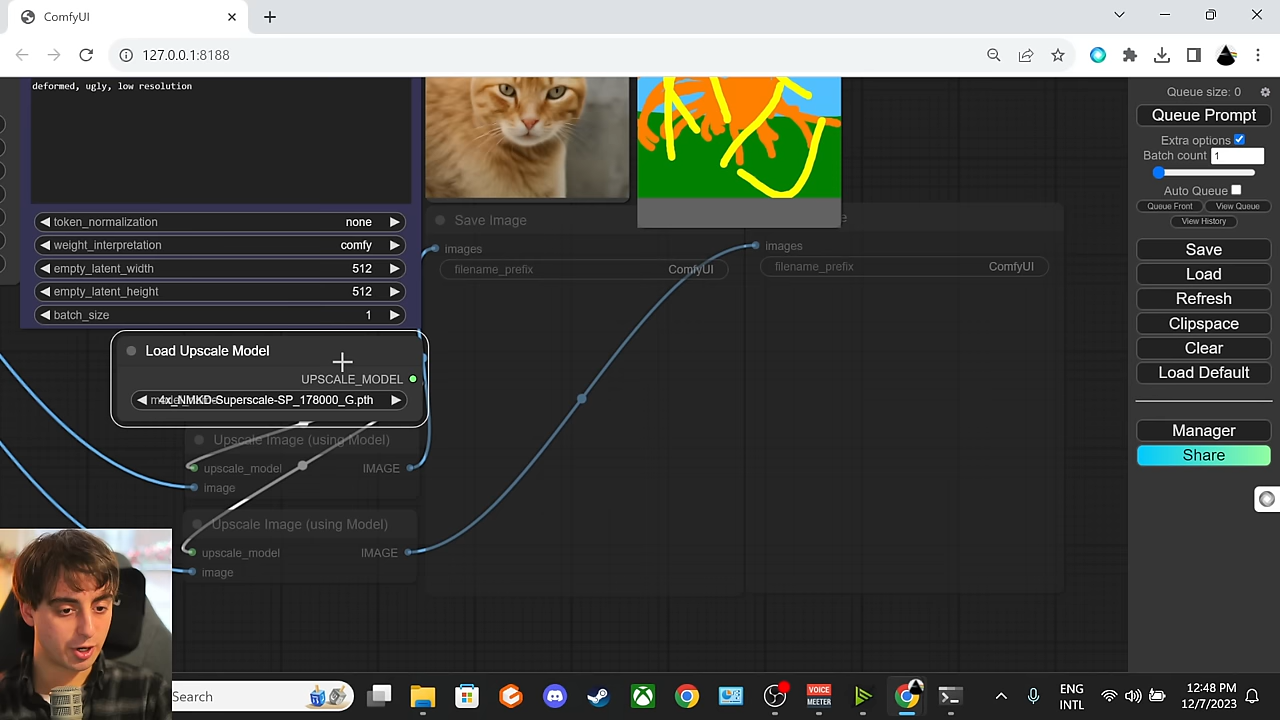 ComfyUI
127.0.0.1:8188
deformed, ugly, low resolution
token_normalization none
weight_interpretation comfy
empty_latent_width 512
empty_latent_height 512
batch_size 1
Save Image
images
filename_prefix ComfyUI
e
images
filename_prefix ComfyUI
Load Upscale Model
UPSCALE_MODEL
4x_NMKD-Superscale-SP_178000_G.pth
Upscale Image (using Model)
upscale_model IMAGE
image
Upscale Image (using Model)
upscale_model IMAGE
image
Queue size: 0
Queue Prompt
Extra options
Batch count 1
Auto Queue
Queue Front View Queue
View History
Save
Load
Refresh
Clipspace
Clear
Load Default
Manager
Share
Search
VOICE
MEETER
ENG
INTL
12:48 PM
12/7/2023